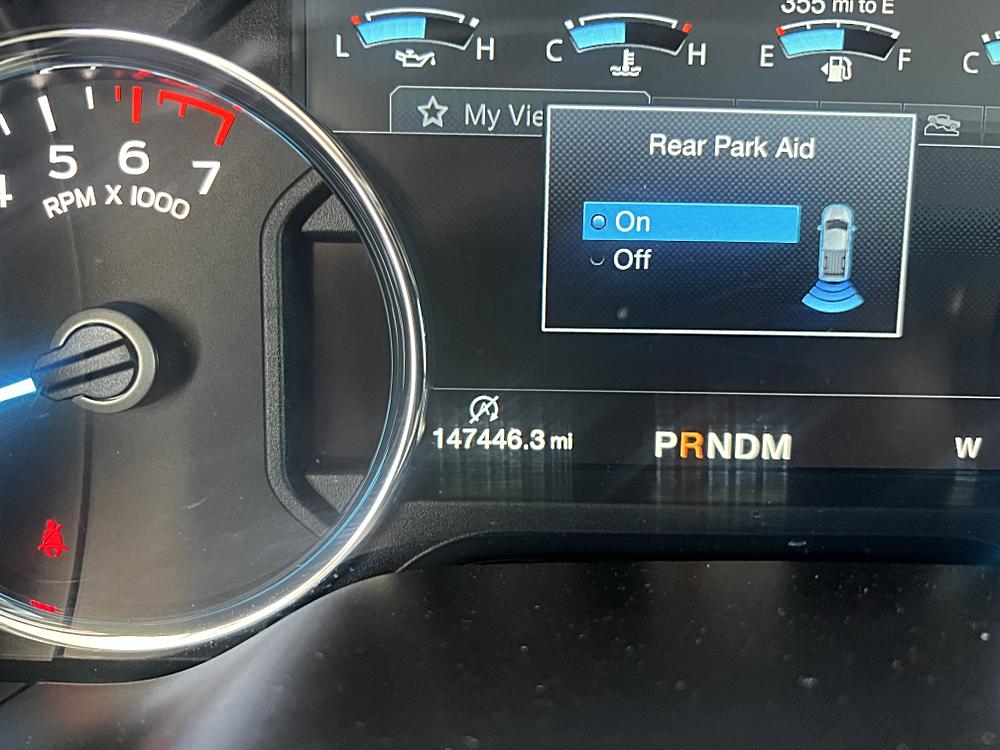 355 mi to E
L H
C H
E F
C
My Vie
Rear Park Aid
On
Off
4 5 6 7
RPM X 1000
A
147446.3 mi
PRNDM
W